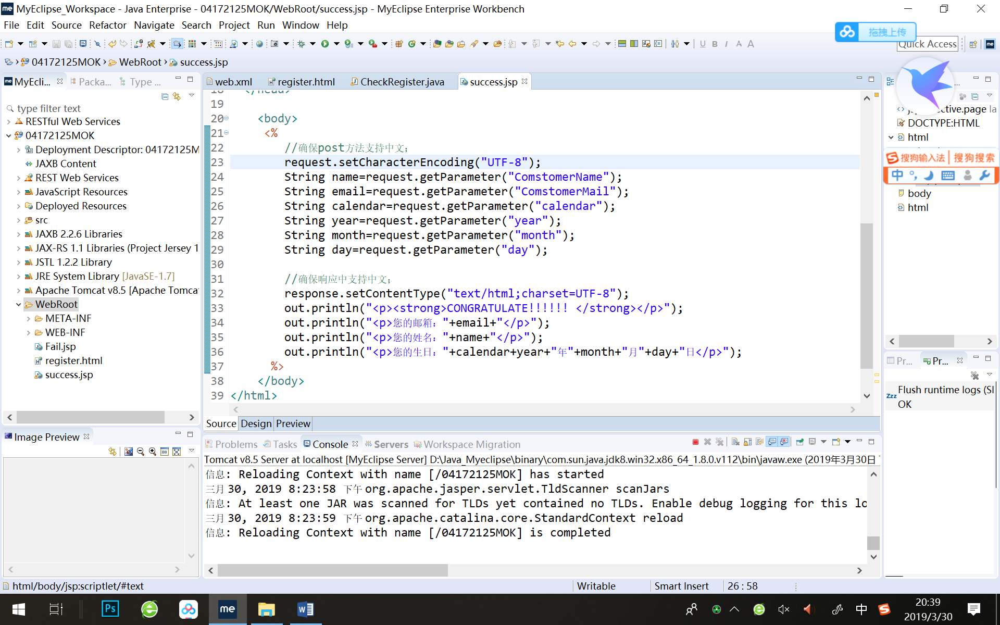 MyEclipse_Workspace - Java Enterprise - 04172125MOK/WebRoot/success.jsp - MyEclipse Enterprise Workbench
File Edit Source Refactor Navigate Search Project Run Window Help
拖拽上传
Quick Access
04172125MOK WebRoot success.jsp
MyEcli... Packa... Type ...
type filter text
RESTful Web Services
04172125MOK
Deployment Descriptor: 04172125M
JAXB Content
REST Web Services
JavaScript Resources
Deployed Resources
src
JAXB 2.2.6 Libraries
JAX-RS 1.1 Libraries (Project Jersey 1
JSTL 1.2.2 Library
JRE System Library [JavaSE-1.7]
Apache Tomcat v8.5 [Apache Tomca
WebRoot
META-INF
WEB-INF
Fail.jsp
register.html
success.jsp
Image Preview
web.xml register.html CheckRegister.java success.jsp
18 </head>
19
20 <body>
21 <%
22 //确保post方法支持中文;
23 request.setCharacterEncoding("UTF-8");
24 String name=request.getParameter("ComstomerName");
25 String email=request.getParameter("ComstomerMail");
26 String calendar=request.getParameter("calendar");
27 String year=request.getParameter("year");
28 String month=request.getParameter("month");
29 String day=request.getParameter("day");
30
31 //确保响应中支持中文;
32 response.setContentType("text/html;charset=UTF-8");
33 out.println("<p><strong>CONGRATULATE!!!!!! </strong></p>");
34 out.println("<p>您的邮箱: "+email+"</p>");
35 out.println("<p>您的姓名: "+name+"</p>");
36 out.println("<p>您的生日: "+calendar+year+"年"+month+"月"+day+"日</p>");
37 %>
38 </body>
39 </html>
Source Design Preview
Problems Tasks Console Servers Workspace Migration
Tomcat v8.5 Server at localhost [MyEclipse Server] D:\Java_Myeclipse\binary\com.sun.java.jdk8.win32.x86_64_1.8.0.v112\bin\javaw.exe (2019年3月30日
信息: Reloading Context with name [/04172125MOK] has started
三月 30, 2019 8:23:58 下午 org.apache.jasper.servlet.TldScanner scanJars
信息: At least one JAR was scanned for TLDs yet contained no TLDs. Enable debug logging for this lo
三月 30, 2019 8:23:59 下午 org.apache.catalina.core.StandardContext reload
信息: Reloading Context with name [/04172125MOK] is completed
ctive.page la
DOCTYPE:HTML
html
搜狗输入法 | 搜狗搜索
中
body
html
Pr... Pr...
Flush runtime logs (Sl
OK
html/body/jsp:scriptlet/#text
Writable
Smart Insert
26 : 58
中
20:39
2019/3/30